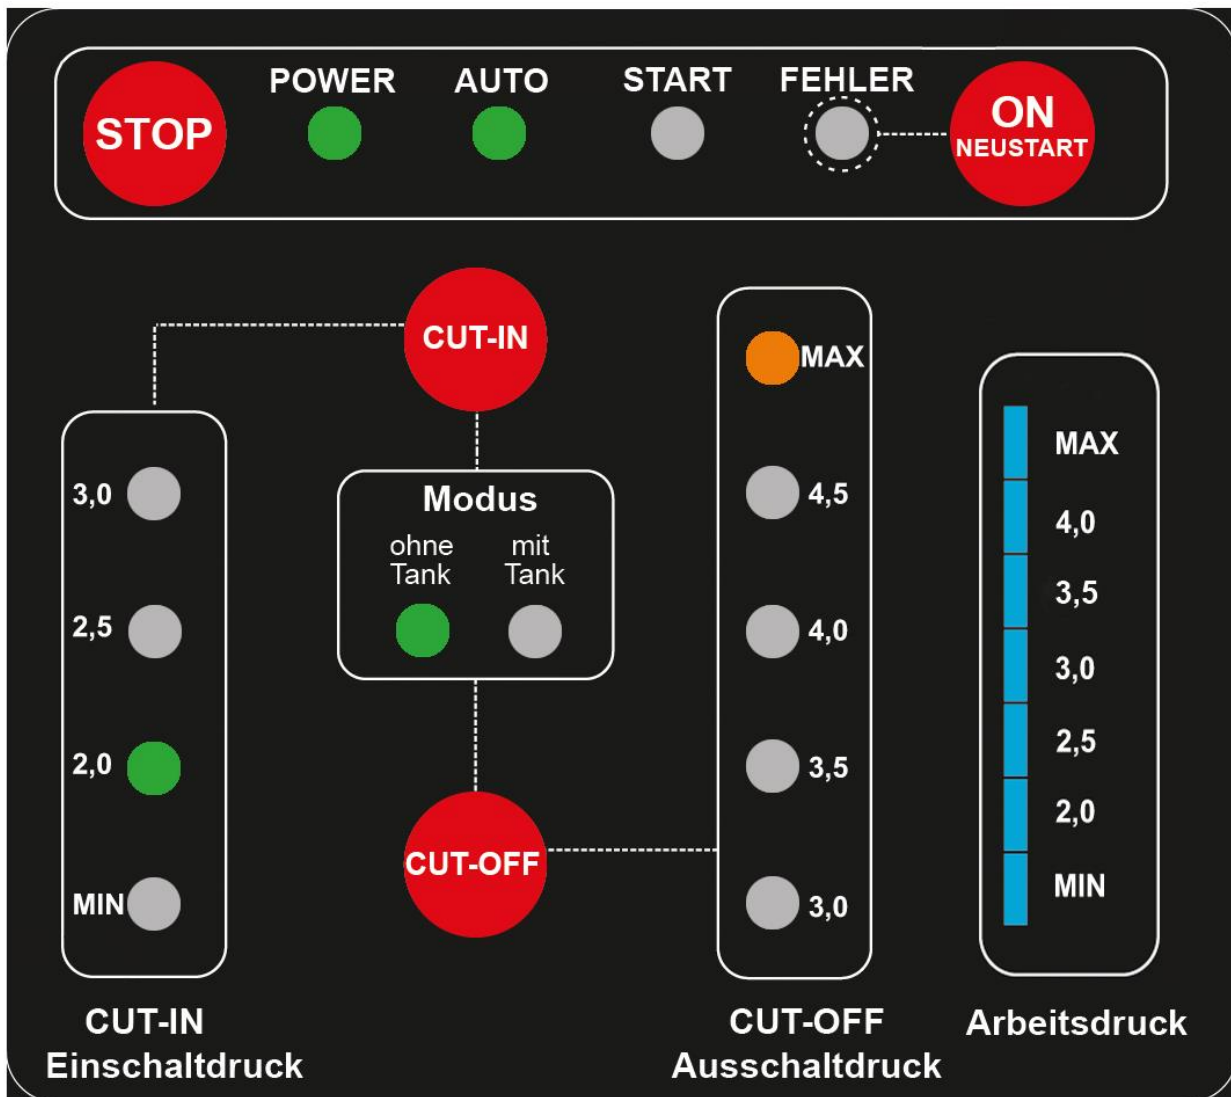 STOP
POWER
AUTO
START
FEHLER
ON
NEUSTART
CUT-IN
3,0
2,5
2,0
MIN
Modus
ohne
Tank
mit
Tank
CUT-OFF
MAX
4,5
4,0
3,5
3,0
MAX
4,0
3,5
3,0
2,5
2,0
MIN
CUT-IN
Einschaltdruck
CUT-OFF
Ausschaltdruck
Arbeitsdruck